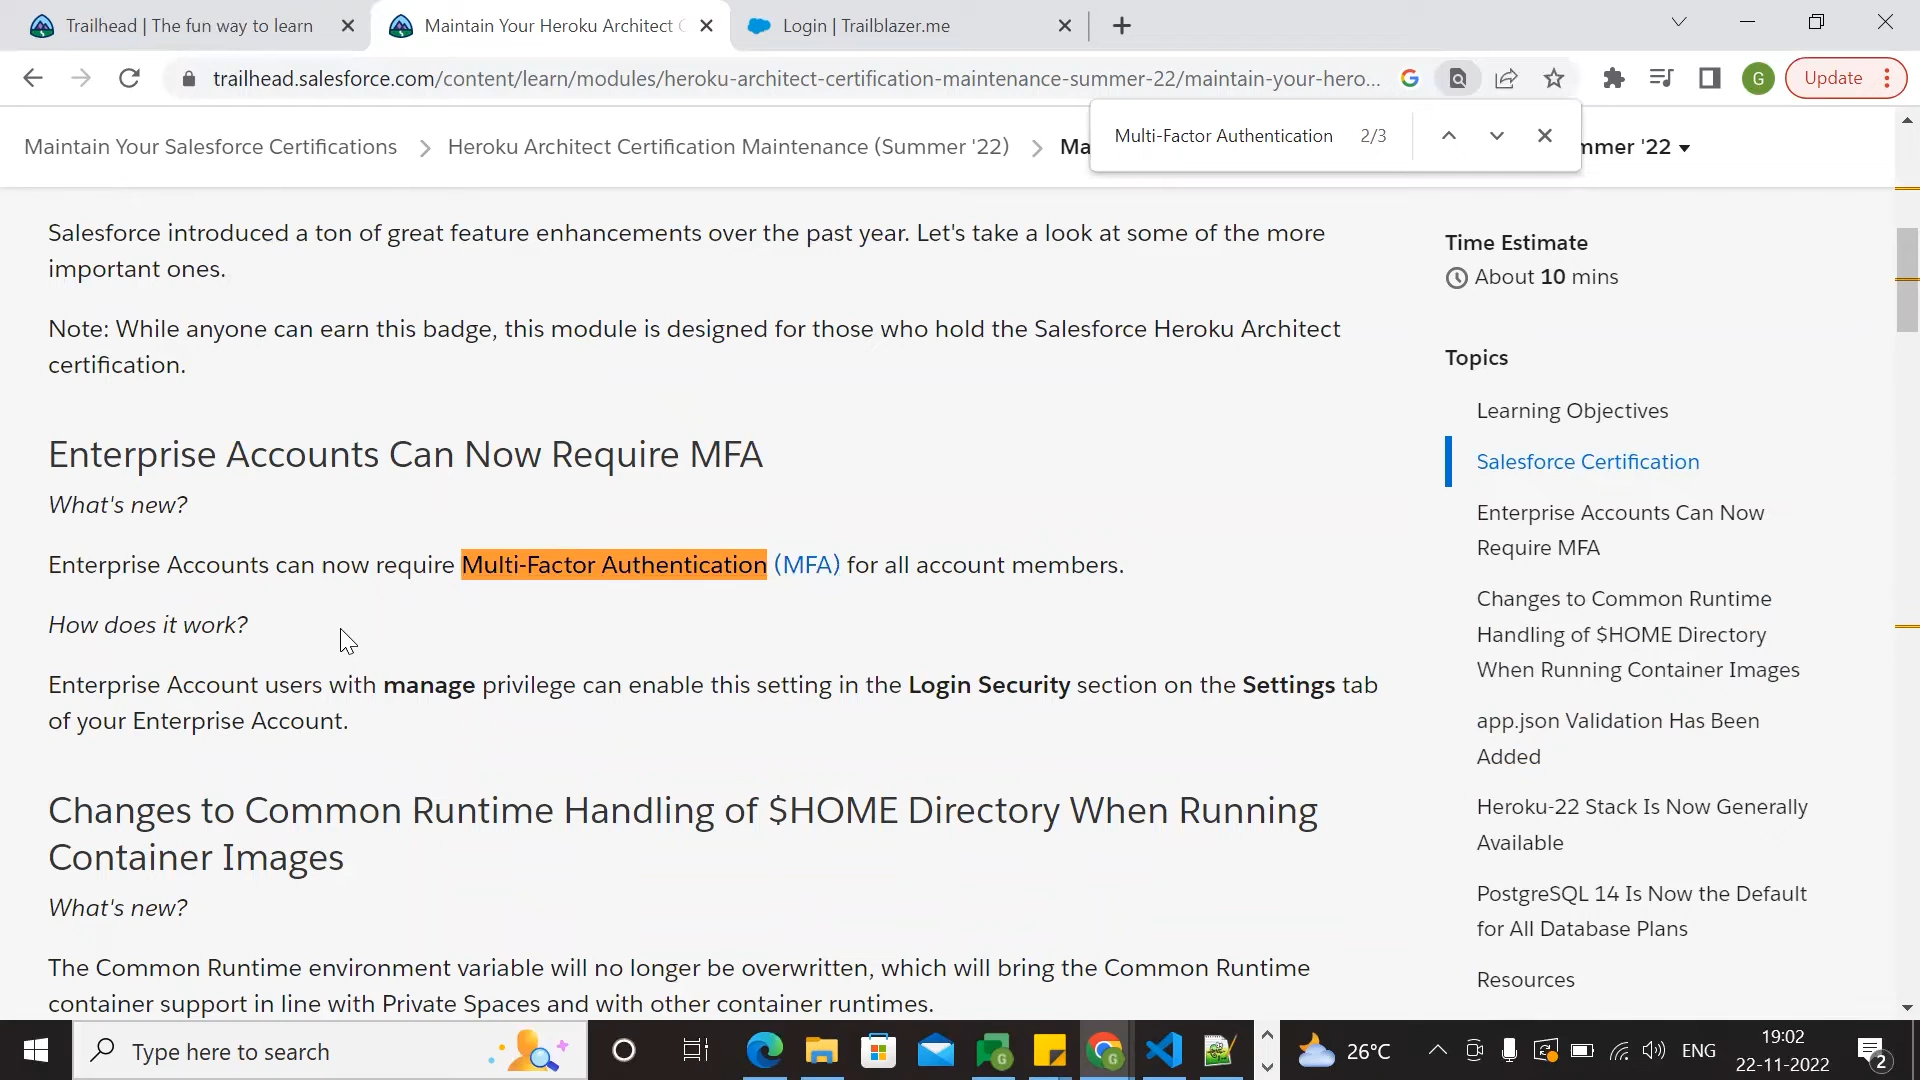 Trailhead | The fun way to learn
Maintain Your Heroku Architect C
Login | Trailblazer.me
trailhead.salesforce.com/content/learn/modules/heroku-architect-certification-maintenance-summer-22/maintain-your-hero...
G
Update
Multi-Factor Authentication 2/3
Maintain Your Salesforce Certifications
Heroku Architect Certification Maintenance (Summer '22)
Ma
mmer '22
Salesforce introduced a ton of great feature enhancements over the past year. Let's take a look at some of the more
important ones.
Note: While anyone can earn this badge, this module is designed for those who hold the Salesforce Heroku Architect
certification.
Enterprise Accounts Can Now Require MFA
What's new?
Enterprise Accounts can now require Multi-Factor Authentication (MFA) for all account members.
How does it work?
Enterprise Account users with manage privilege can enable this setting in the Login Security section on the Settings tab
of your Enterprise Account.
Changes to Common Runtime Handling of $HOME Directory When Running
Container Images
What's new?
The Common Runtime environment variable will no longer be overwritten, which will bring the Common Runtime
container support in line with Private Spaces and with other container runtimes.
Time Estimate
About 10 mins
Topics
Learning Objectives
Salesforce Certification
Enterprise Accounts Can Now
Require MFA
Changes to Common Runtime
Handling of $HOME Directory
When Running Container Images
app.json Validation Has Been
Added
Heroku-22 Stack Is Now Generally
Available
PostgreSQL 14 Is Now the Default
for All Database Plans
Resources
Type here to search
26°C
ENG
19:02
22-11-2022
2